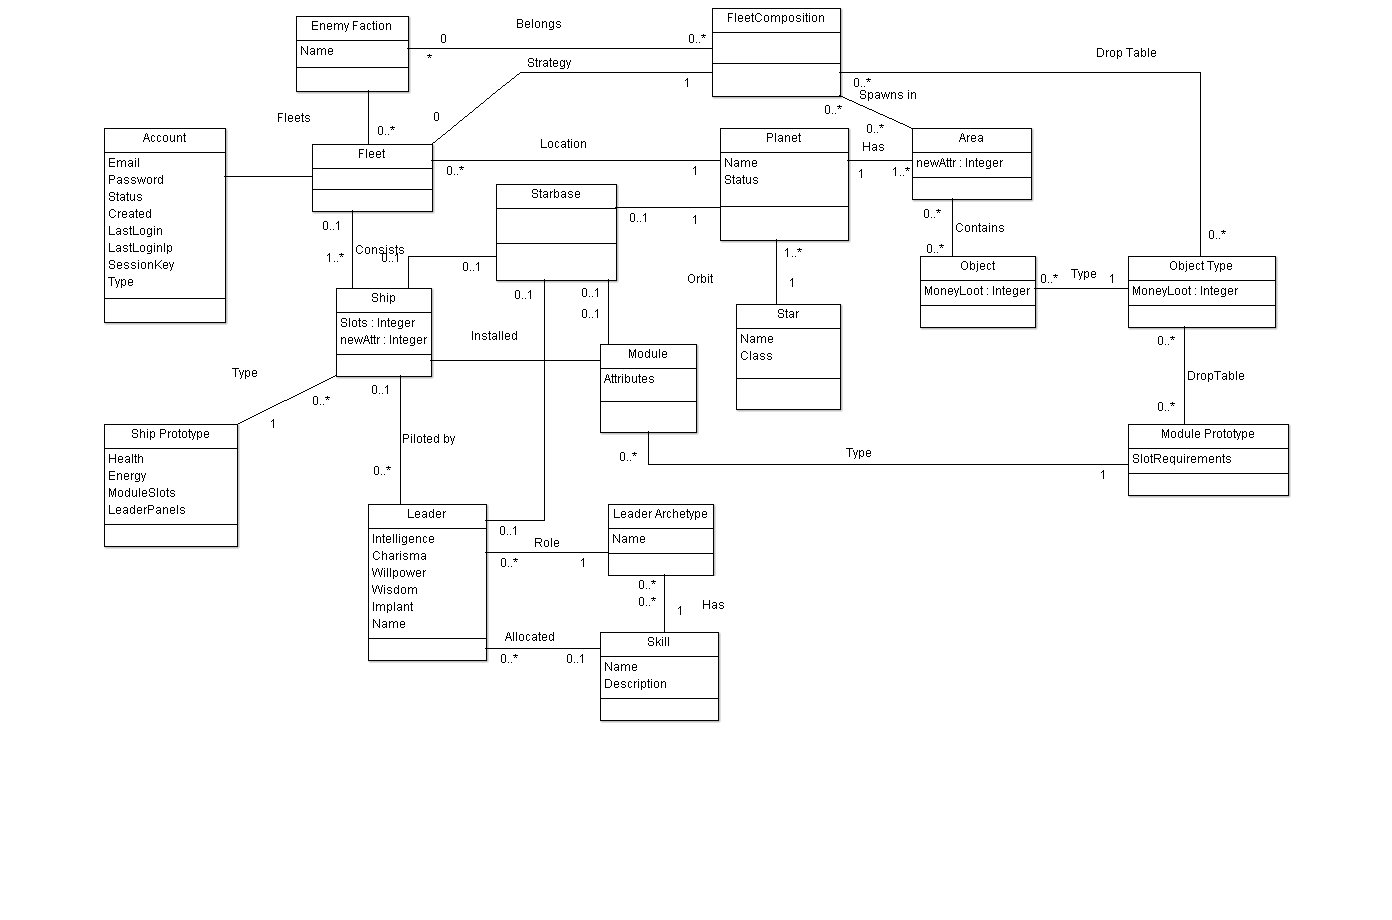 Enemy Faction
Name
Belongs
0
*
0..*
FleetComposition
Strategy
1
0
Drop Table
0..*
Spawns in
0..*
0..*
Fleets
0..*
Account
Email
Password
Status
Created
LastLogin
LastLoginIp
SessionKey
Type
Fleet
Location
0..*
1
Planet
Name
Status
Has
1
1..*
Area
newAttr : Integer
Starbase
0..1
1
0..1
1..*
Consists
0..1
0..1
0..*
Contains
0..*
0..*
1..*
Orbit
1
Object
MoneyLoot : Integer
0..*
Type
1
Object Type
MoneyLoot : Integer
Ship
Slots : Integer
newAttr : Integer
0..1
0..1
0..1
Installed
Star
Name
Class
Module
Attributes
0..*
DropTable
0..*
Type
0..*
1
0..1
Piloted by
0..*
Ship Prototype
Health
Energy
ModuleSlots
LeaderPanels
0..*
Type
1
Module Prototype
SlotRequirements
Leader
Intelligence
Charisma
Willpower
Wisdom
Implant
Name
0..1
Role
0..*
1
Leader Archetype
Name
0..*
0..*
1
Has
Allocated
0..*
0..1
Skill
Name
Description